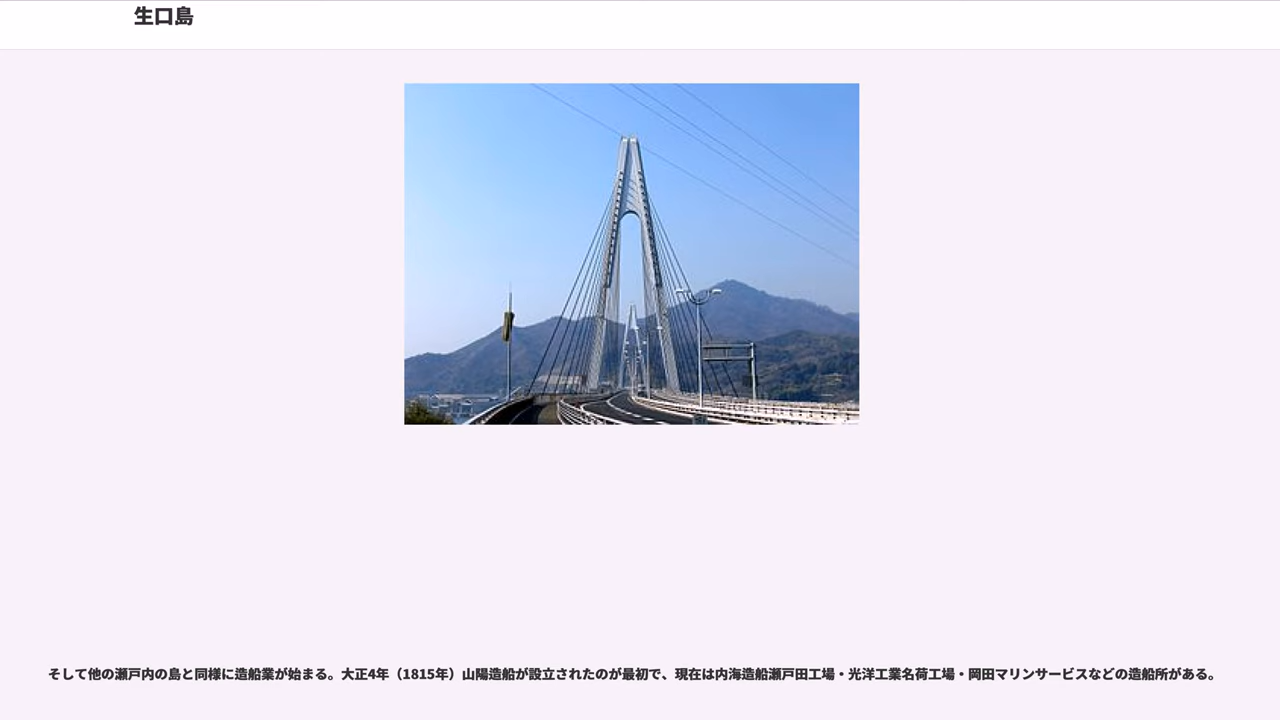 生口島
そして他の瀬戸内の島と同様に造船業が始まる。大正4年（1815年）山陽造船が設立されたのが最初で、現在は内海造船瀬戸田工場・光洋工業名荷工場・岡田マリンサービスなどの造船所がある。